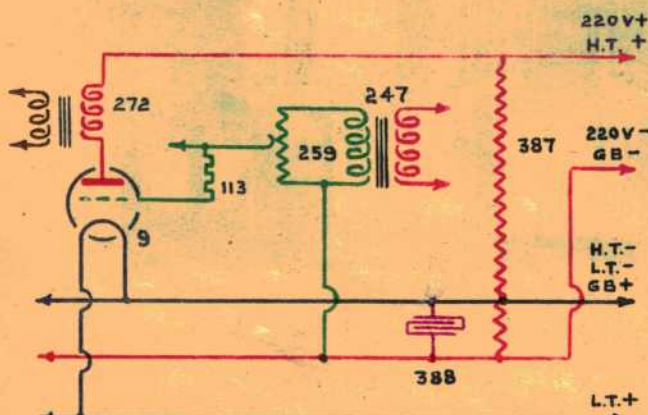 220V+
H.T. +
272
247
259
387
220V-
GB-
113
9
H.T.-
L.T.-
GB+
388
L.T.+